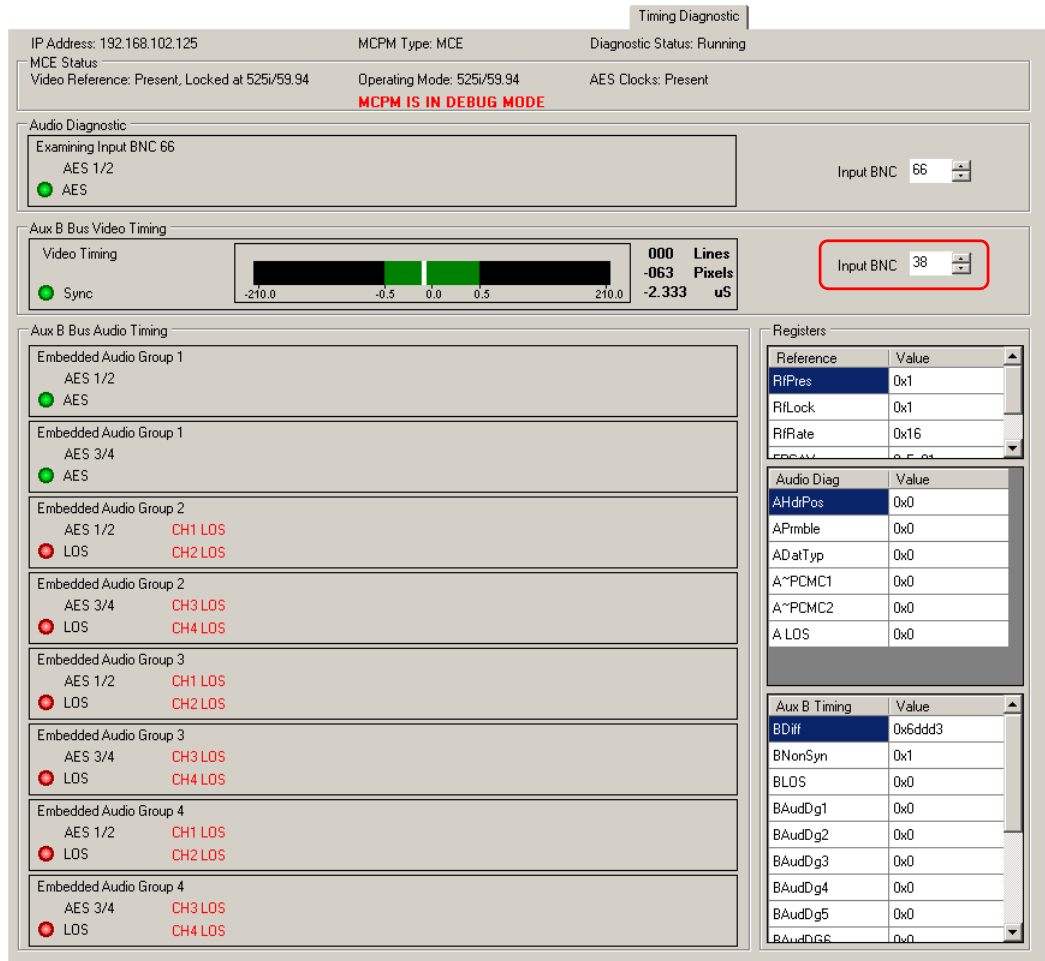 Timing Diagnostic
IP Address: 192.168.102.125 MCPM Type: MCE Diagnostic Status: Running
MCE Status
Video Reference: Present, Locked at 525i/59.94 Operating Mode: 525i/59.94 AES Clocks: Present
MCPM IS IN DEBUG MODE
Audio Diagnostic
Examining Input BNC 66
AES 1/2
AES
Input BNC 66
Aux B Bus Video Timing
Video Timing
Sync
-210.0 -0.5 0.0 0.5 210.0
000 Lines
-063 Pixels
-2.333 uS
Input BNC 38
Aux B Bus Audio Timing
Embedded Audio Group 1
AES 1/2
AES
Embedded Audio Group 1
AES 3/4
AES
Embedded Audio Group 2
AES 1/2 CH1 LOS
LOS CH2 LOS
Embedded Audio Group 2
AES 3/4 CH3 LOS
LOS CH4 LOS
Embedded Audio Group 3
AES 1/2 CH1 LOS
LOS CH2 LOS
Embedded Audio Group 3
AES 3/4 CH3 LOS
LOS CH4 LOS
Embedded Audio Group 4
AES 1/2 CH1 LOS
LOS CH2 LOS
Embedded Audio Group 4
AES 3/4 CH3 LOS
LOS CH4 LOS
Registers
Reference Value
RfPres 0x1
RfLock 0x1
RfRate 0x16
Audio Diag Value
AHdrPos 0x0
APrmble 0x0
ADatTyp 0x0
A~PCMC1 0x0
A~PCMC2 0x0
A LOS 0x0
Aux B Timing Value
BDiff 0x6ddd3
BNonSyn 0x1
BLOS 0x0
BAudDg1 0x0
BAudDg2 0x0
BAudDg3 0x0
BAudDg4 0x0
BAudDg5 0x0